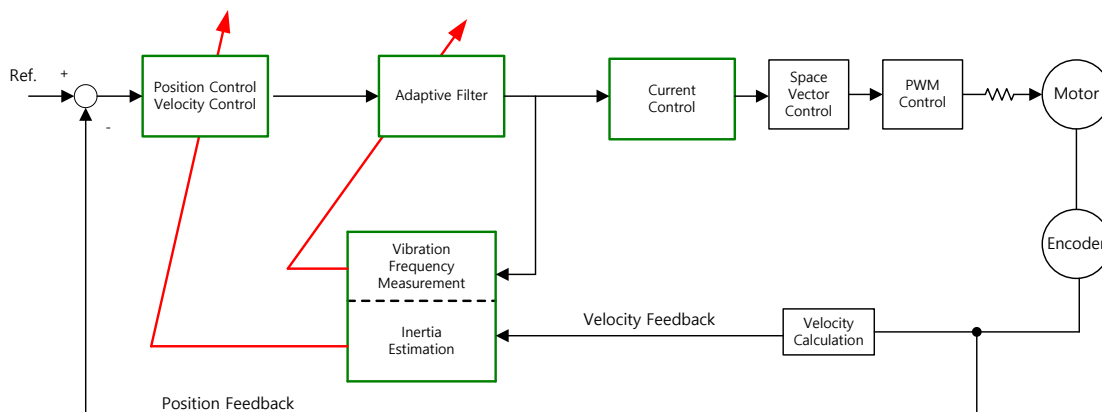 Ref.
+
-
Position Control
Velocity Control
Adaptive Filter
Current
Control
Space
Vector
Control
PWM
Control
Motor
Encoder
Vibration
Frequency
Measurement
Inertia
Estimation
Velocity Feedback
Velocity
Calculation
Position Feedback